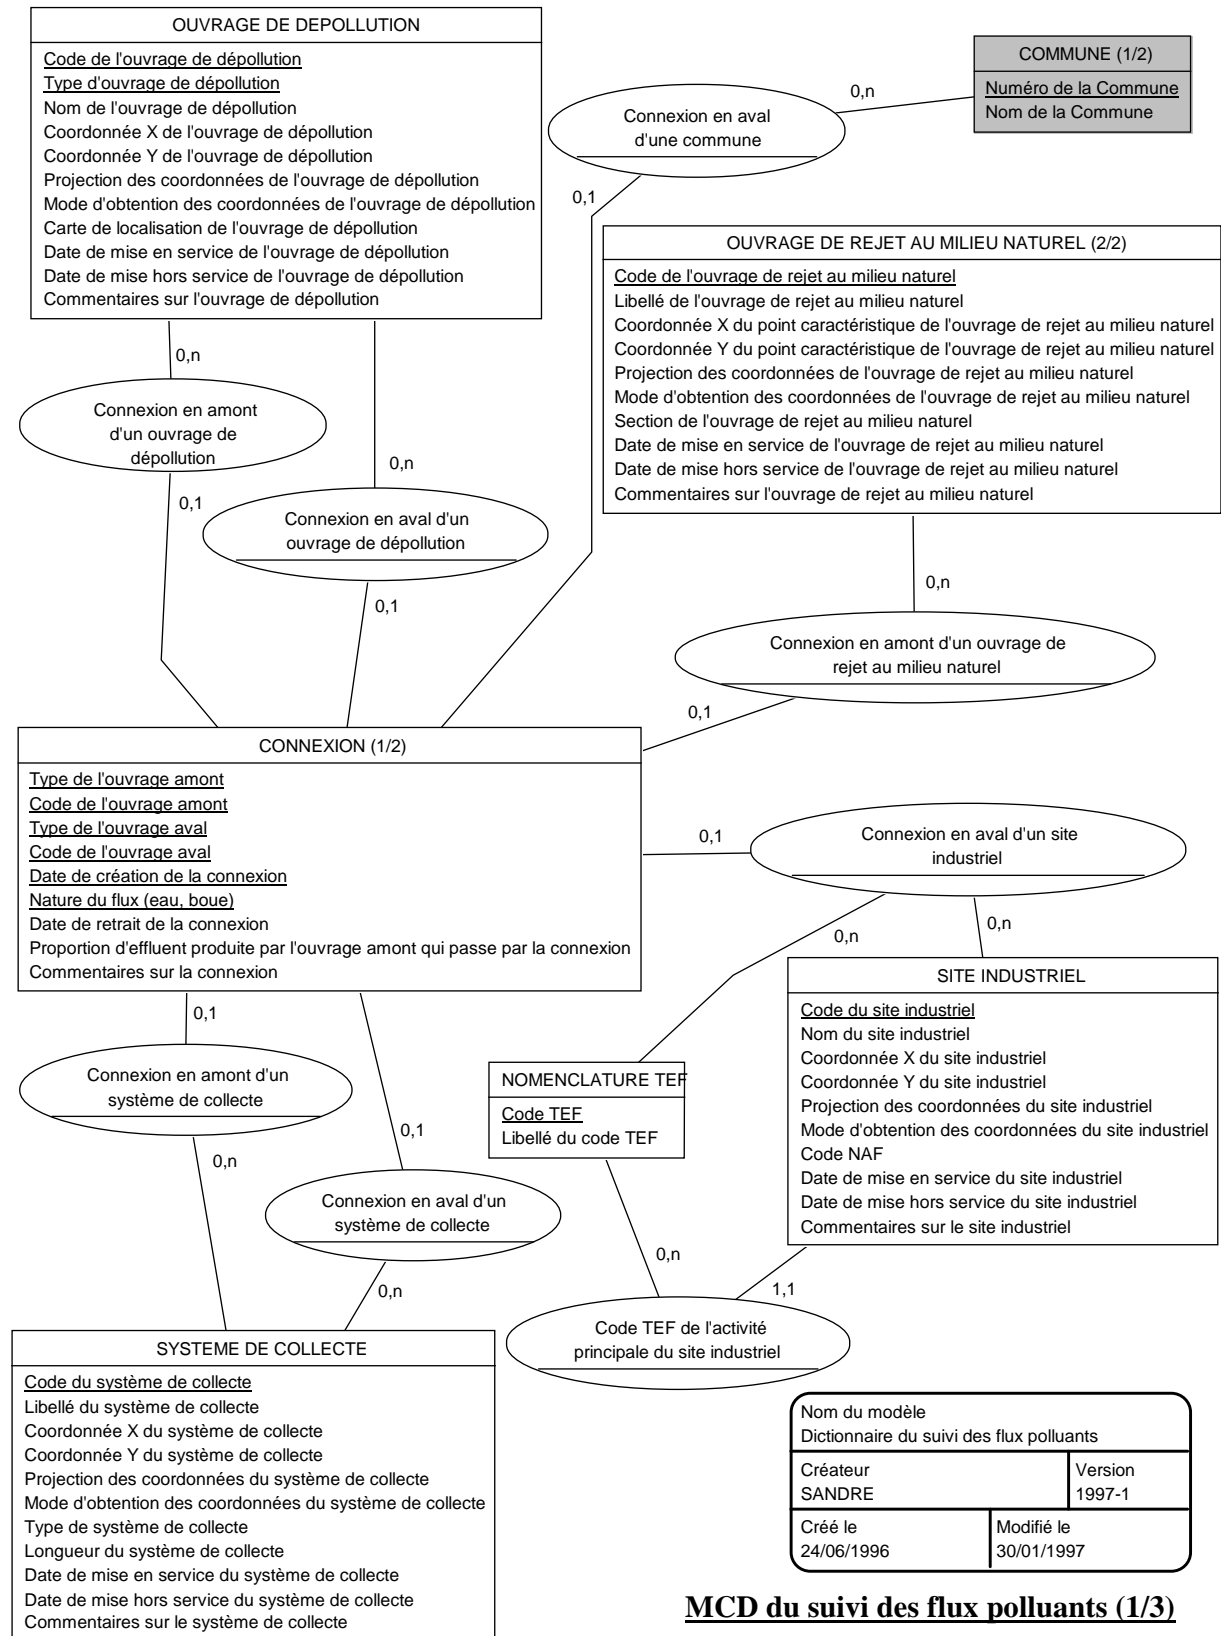 OUVRAGE DE DEPOLLUTION
Code de l'ouvrage de dépollution
Type d'ouvrage de dépollution
Nom de l'ouvrage de dépollution
Coordonnée X de l'ouvrage de dépollution
Coordonnée Y de l'ouvrage de dépollution
Projection des coordonnées de l'ouvrage de dépollution
Mode d'obtention des coordonnées de l'ouvrage de dépollution
Carte de localisation de l'ouvrage de dépollution
Date de mise en service de l'ouvrage de dépollution
Date de mise hors service de l'ouvrage de dépollution
Commentaires sur l'ouvrage de dépollution
COMMUNE (1/2)
Numéro de la Commune
Nom de la Commune
0,n
Connexion en aval
d'une commune
0,1
OUVRAGE DE REJET AU MILIEU NATUREL (2/2)
Code de l'ouvrage de rejet au milieu naturel
Libellé de l'ouvrage de rejet au milieu naturel
Coordonnée X du point caractéristique de l'ouvrage de rejet au milieu naturel
Coordonnée Y du point caractéristique de l'ouvrage de rejet au milieu naturel
Projection des coordonnées de l'ouvrage de rejet au milieu naturel
Mode d'obtention des coordonnées de l'ouvrage de rejet au milieu naturel
Section de l'ouvrage de rejet au milieu naturel
Date de mise en service de l'ouvrage de rejet au milieu naturel
Date de mise hors service de l'ouvrage de rejet au milieu naturel
Commentaires sur l'ouvrage de rejet au milieu naturel
0,n
Connexion en amont
d'un ouvrage de
dépollution
0,1
0,n
Connexion en aval d'un
ouvrage de dépollution
0,1
0,n
Connexion en amont d'un ouvrage de
rejet au milieu naturel
0,1
CONNEXION (1/2)
Type de l'ouvrage amont
Code de l'ouvrage amont
Type de l'ouvrage aval
Code de l'ouvrage aval
Date de création de la connexion
Nature du flux (eau, boue)
Date de retrait de la connexion
Proportion d'effluent produite par l'ouvrage amont qui passe par la connexion
Commentaires sur la connexion
0,1
Connexion en aval d'un site
industriel
0,n
0,n
SITE INDUSTRIEL
Code du site industriel
Nom du site industriel
Coordonnée X du site industriel
Coordonnée Y du site industriel
Projection des coordonnées du site industriel
Mode d'obtention des coordonnées du site industriel
Code NAF
Date de mise en service du site industriel
Date de mise hors service du site industriel
Commentaires sur le site industriel
0,1
Connexion en amont d'un
système de collecte
0,n
0,1
Connexion en aval d'un
système de collecte
0,n
NOMENCLATURE TEF
Code TEF
Libellé du code TEF
0,n
1,1
Code TEF de l'activité
principale du site industriel
SYSTEME DE COLLECTE
Code du système de collecte
Libellé du système de collecte
Coordonnée X du système de collecte
Coordonnée Y du système de collecte
Projection des coordonnées du système de collecte
Mode d'obtention des coordonnées du système de collecte
Type de système de collecte
Longueur du système de collecte
Date de mise en service du système de collecte
Date de mise hors service du système de collecte
Commentaires sur le système de collecte
Nom du modèle
Dictionnaire du suivi des flux polluants
Créateur
SANDRE
Version
1997-1
Créé le
24/06/1996
Modifié le
30/01/1997
MCD du suivi des flux polluants (1/3)